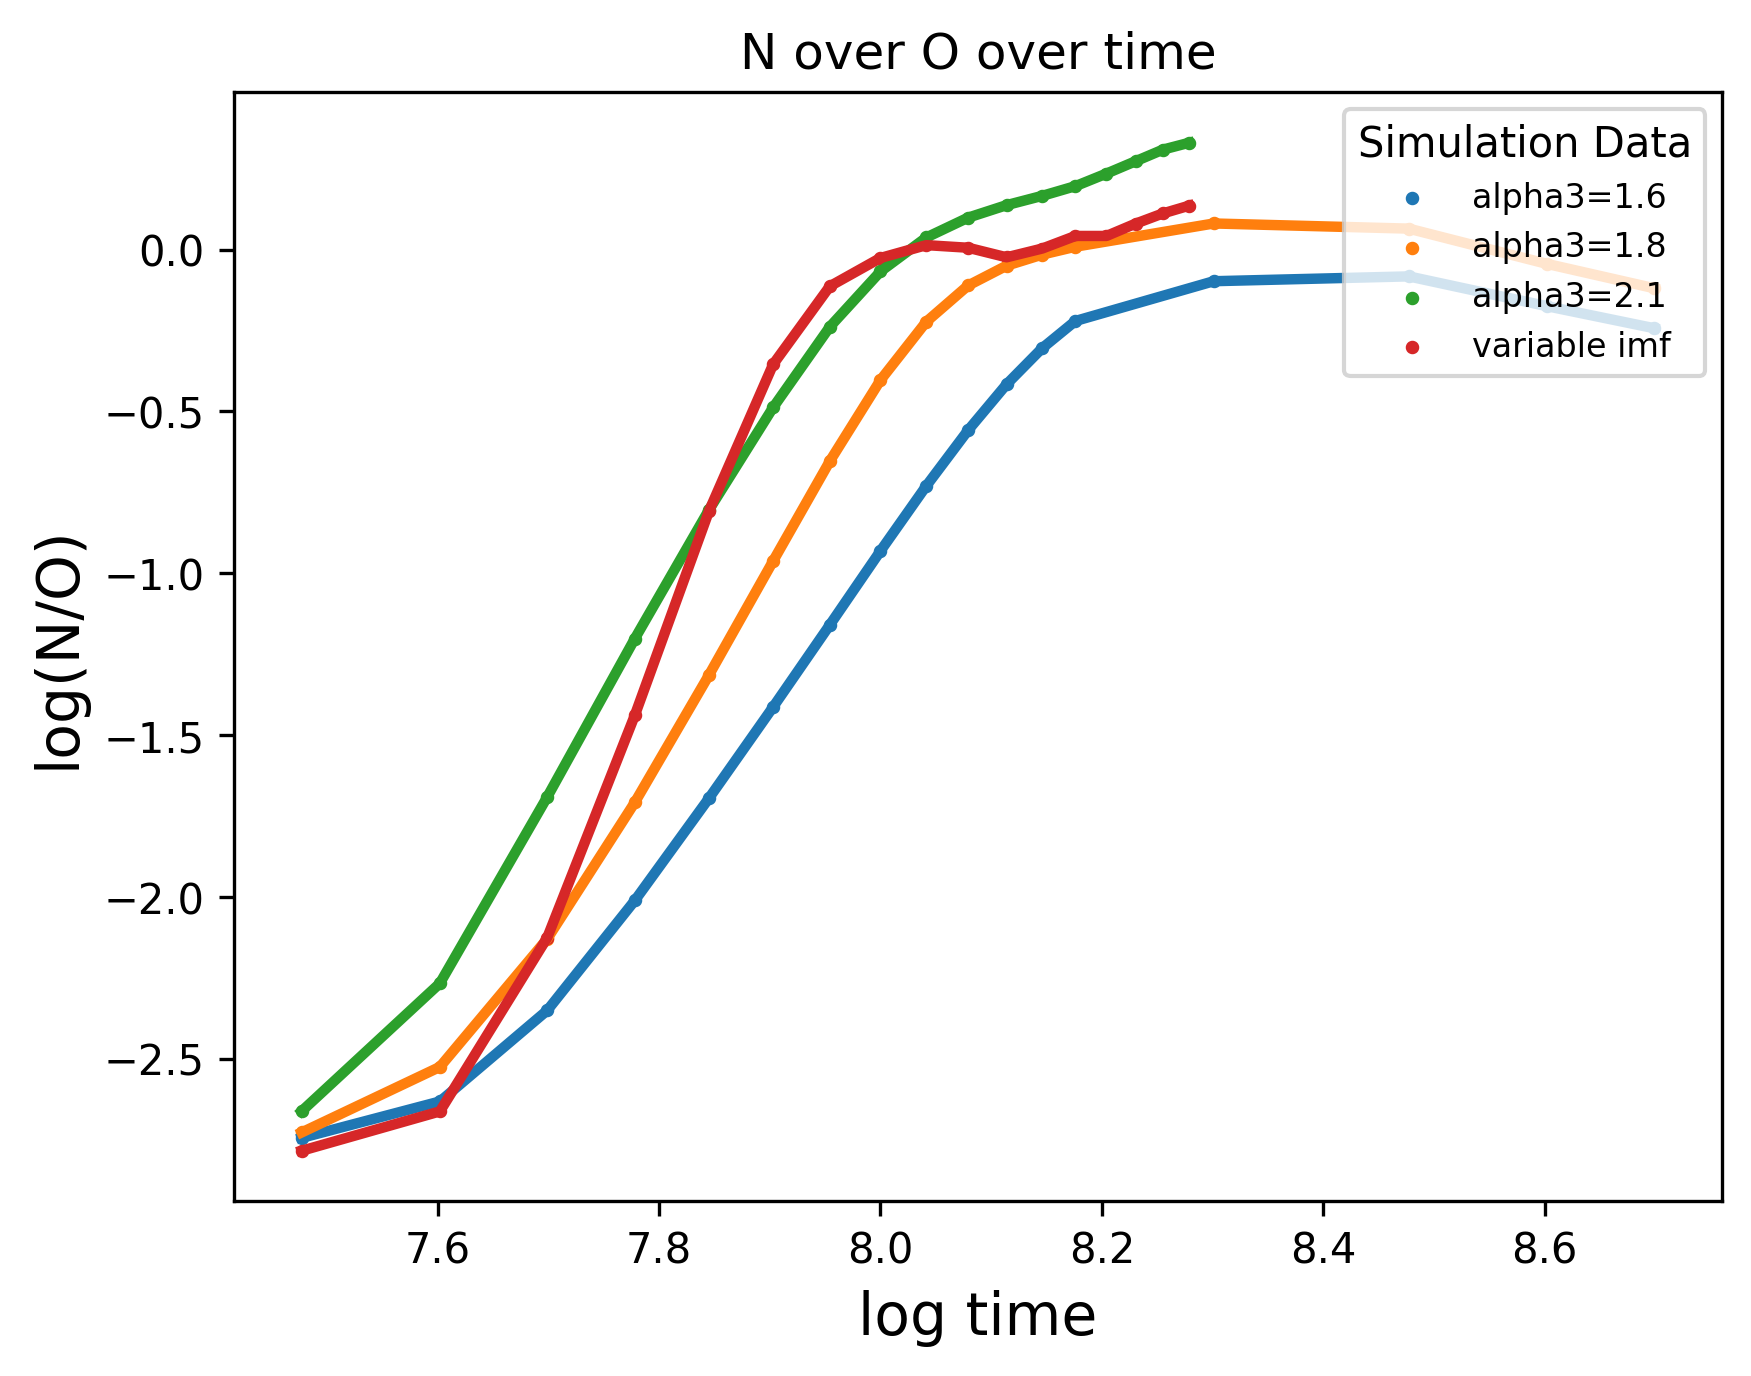 N over O over time
Simulation Data
alpha3=1.6
alpha3=1.8
alpha3=2.1
variable imf
log(N/O)
0.0
−0.5
−1.0
−1.5
−2.0
−2.5
7.6 7.8 8.0 8.2 8.4 8.6
log time